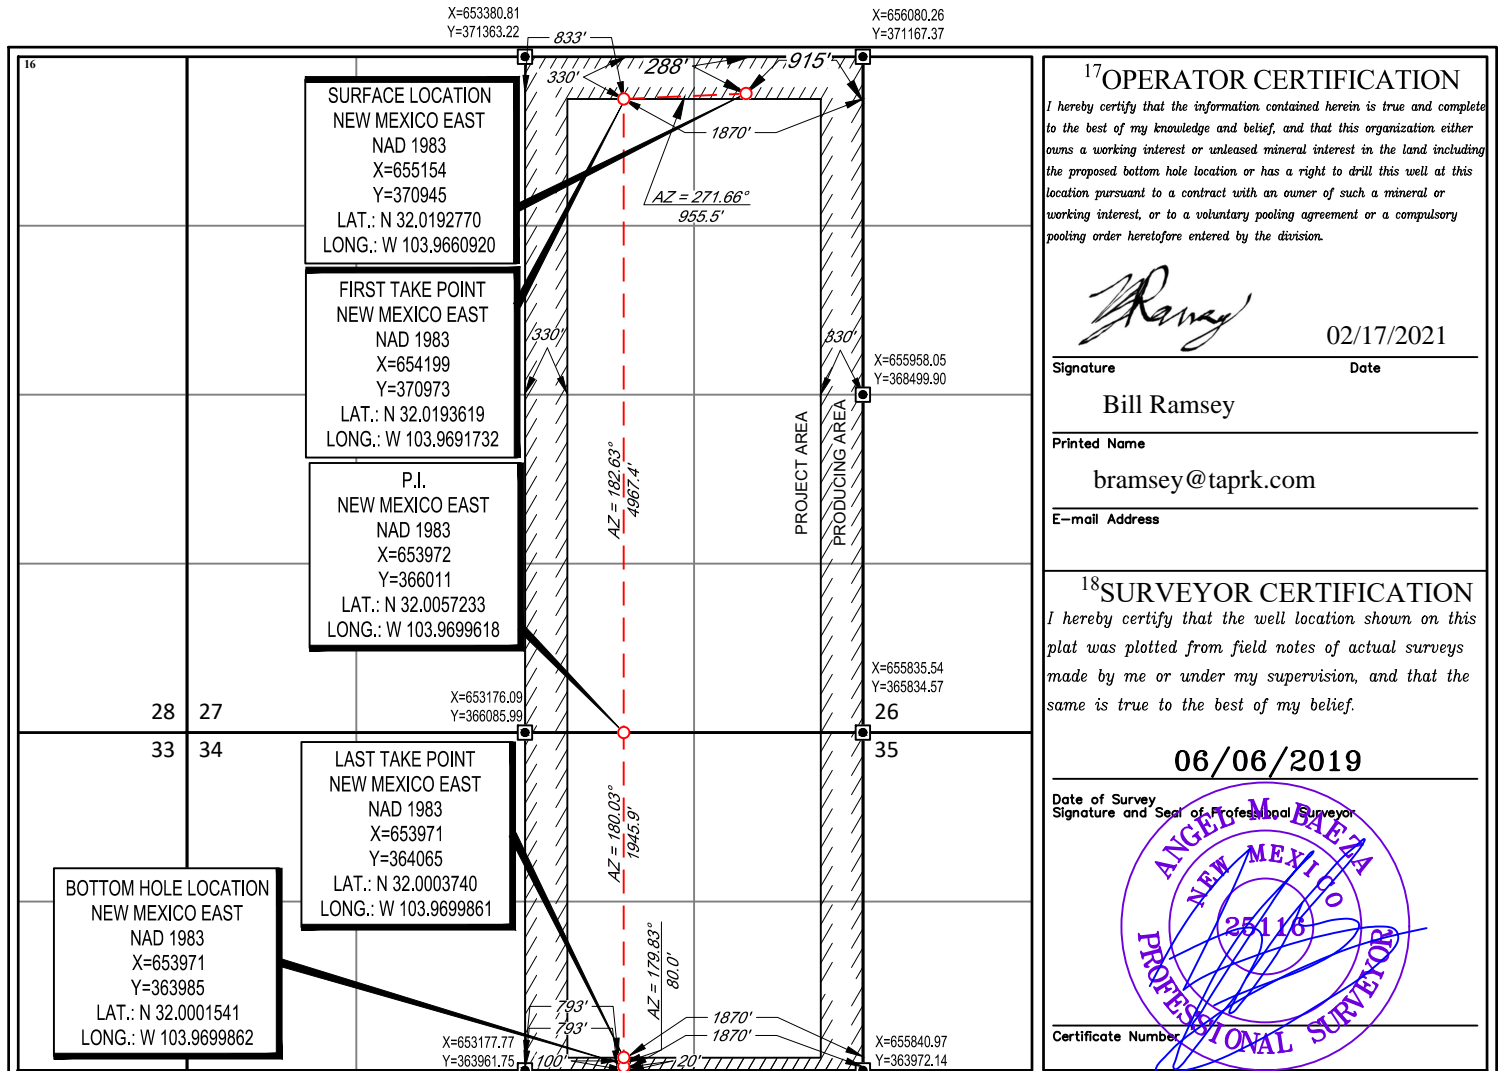 X=653380.81
Y=371363.22
X=656080.26
Y=371167.37
16
833'
330'
288'
915'
1870'
AZ = 271.66°
955.5'
SURFACE LOCATION
NEW MEXICO EAST
NAD 1983
X=655154
Y=370945
LAT.: N 32.0192770
LONG.: W 103.9660920
FIRST TAKE POINT
NEW MEXICO EAST
NAD 1983
X=654199
Y=370973
LAT.: N 32.0193619
LONG.: W 103.9691732
330'
330'
X=655958.05
Y=368499.90
PROJECT AREA
PRODUCING AREA
AZ = 182.63°
4967.4'
P.I.
NEW MEXICO EAST
NAD 1983
X=653972
Y=366011
LAT.: N 32.0057233
LONG.: W 103.9699618
X=653176.09
Y=366085.99
X=655835.54
Y=365834.57
28
27
26
33
34
35
LAST TAKE POINT
NEW MEXICO EAST
NAD 1983
X=653971
Y=364065
LAT.: N 32.0003740
LONG.: W 103.9699861
AZ = 180.03°
1945.9'
BOTTOM HOLE LOCATION
NEW MEXICO EAST
NAD 1983
X=653971
Y=363985
LAT.: N 32.0001541
LONG.: W 103.9699862
AZ = 179.83°
80.0'
793'
793'
1870'
1870'
X=653177.77
Y=363961.75
100'
20'
X=655840.97
Y=363972.14
17OPERATOR CERTIFICATION
I hereby certify that the information contained herein is true and complete
to the best of my knowledge and belief, and that this organization either
owns a working interest or unleased mineral interest in the land including
the proposed bottom hole location or has a right to drill this well at this
location pursuant to a contract with an owner of such a mineral or
working interest, or to a voluntary pooling agreement or a compulsory
pooling order heretofore entered by the division.
02/17/2021
Signature Date
Bill Ramsey
Printed Name
bramsey@taprk.com
E-mail Address
18SURVEYOR CERTIFICATION
I hereby certify that the well location shown on this
plat was plotted from field notes of actual surveys
made by me or under my supervision, and that the
same is true to the best of my belief.
06/06/2019
Date of Survey
Signature and Seal of Professional Surveyor
ANGEL M. BAEZA
NEW MEXICO
25116
PROFESSIONAL SURVEYOR
Certificate Number